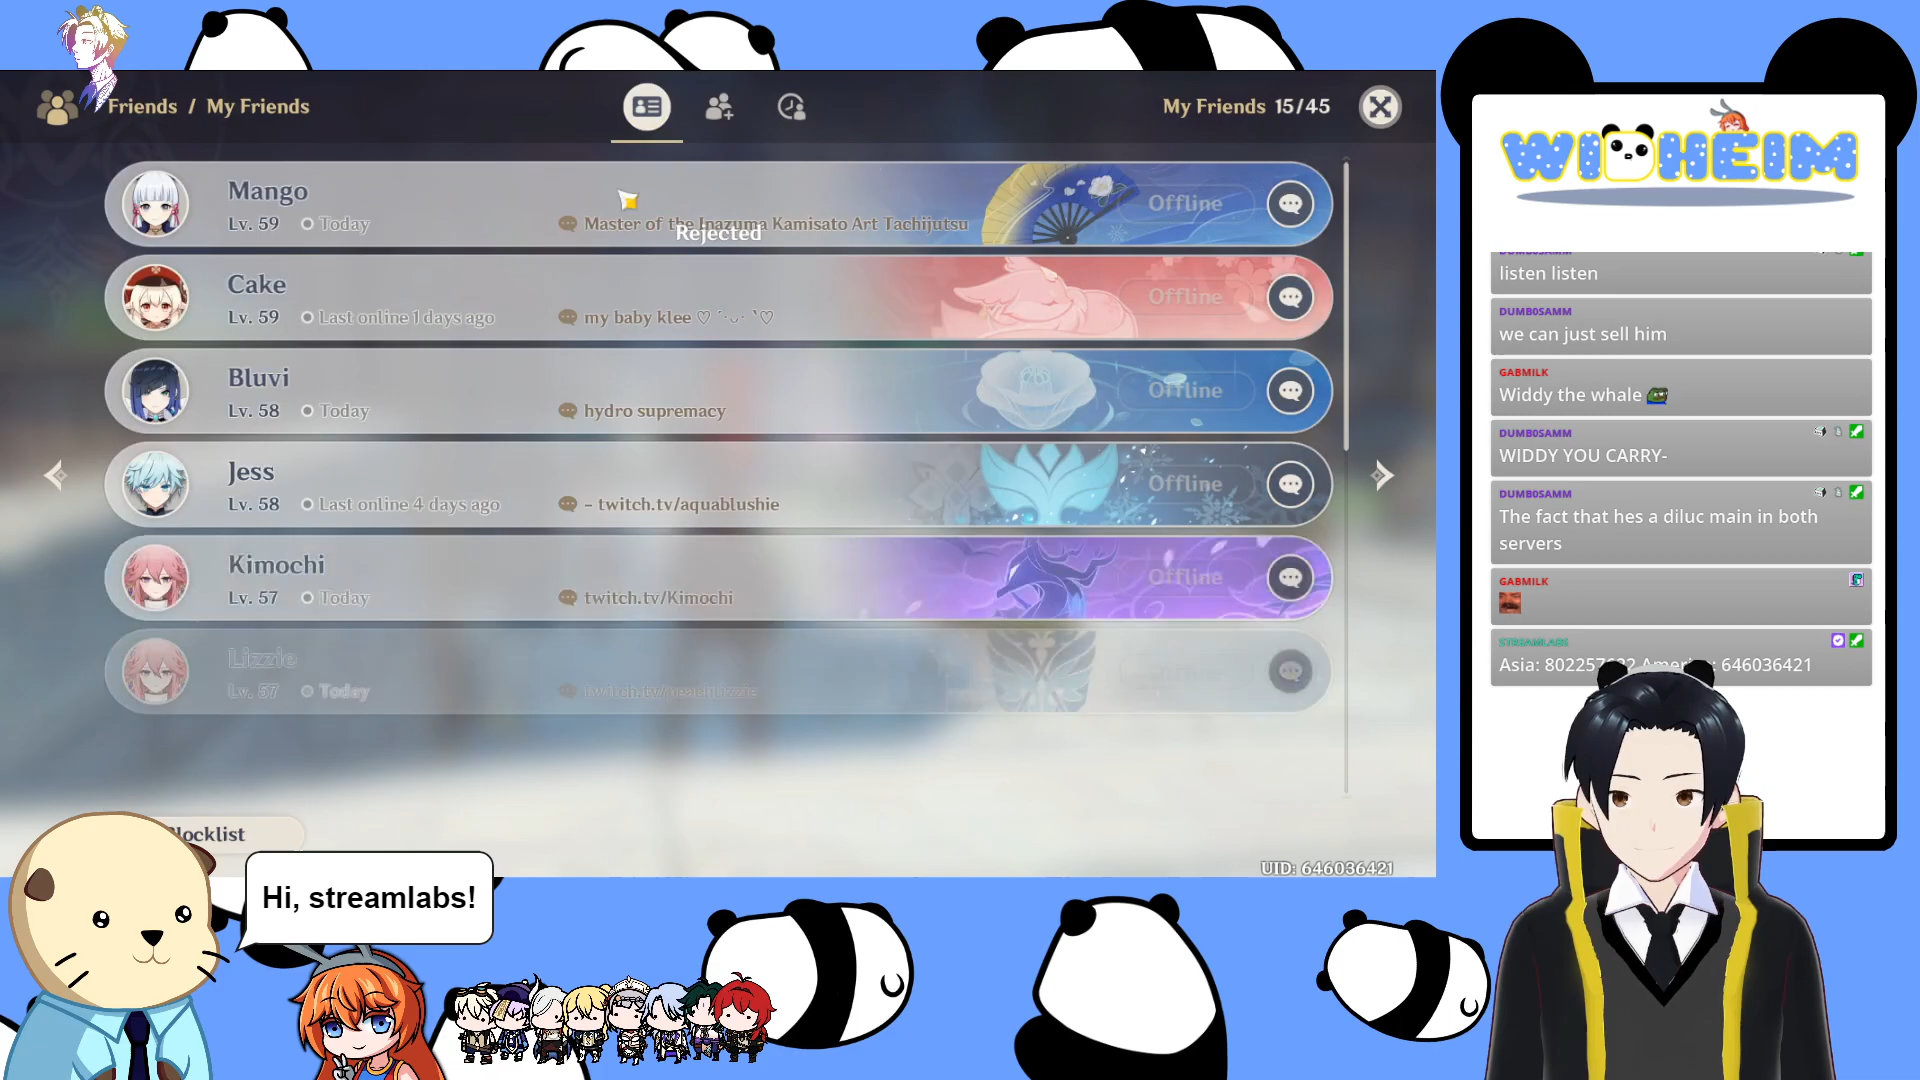 Friends / My Friends
My Friends 15/45
Mango
Lv. 59 Today
Master of the Inazuma Kamisato Art Tachijutsu
Offline
Rejected
Cake
Lv. 59 Last online 1 days ago
my baby klee ♡ ˊᵕˋ♡
Offline
Bluvi
Lv. 58 Today
hydro supremacy
Offline
Jess
Lv. 58 Last online 4 days ago
- twitch.tv/aquablushie
Offline
Kimochi
Lv. 57 Today
twitch.tv/Kimochi
Offline
Lizzie
Lv. 57 Today
Blocklist
UID: 646036421
Hi, streamlabs!
WIDHEIM
DUMB0SAMM
listen listen
DUMB0SAMM
we can just sell him
GABMILK
Widdy the whale
DUMB0SAMM
WIDDY YOU CARRY-
DUMB0SAMM
The fact that hes a diluc main in both
servers
GABMILK
STREAMLABS
Asia: 646036421